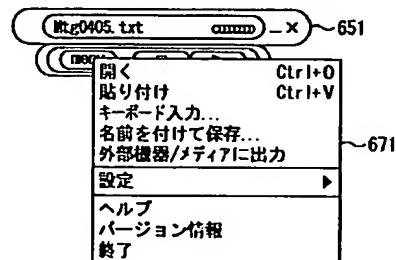 Mtg0405.txt
651
menu
開く Ctrl+O
貼り付け Ctrl+V
キーボード入力...
名前を付けて保存...
外部機器/メディアに出力
671
設定
ヘルプ
バージョン情報
終了